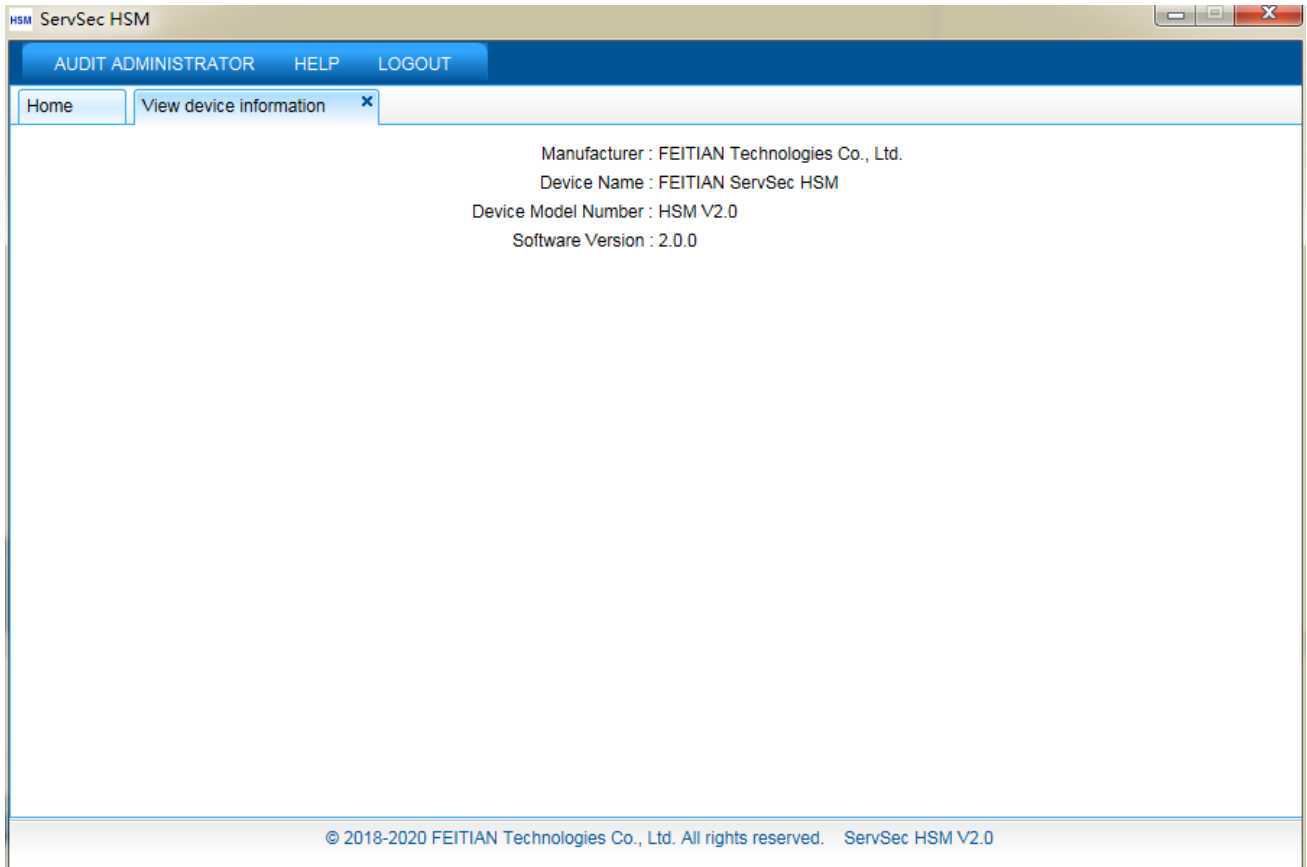 HSM ServSec HSM
AUDIT ADMINISTRATOR HELP LOGOUT
Home View device information
Manufacturer : FEITIAN Technologies Co., Ltd.
Device Name : FEITIAN ServSec HSM
Device Model Number : HSM V2.0
Software Version : 2.0.0
© 2018-2020 FEITIAN Technologies Co., Ltd. All rights reserved. ServSec HSM V2.0